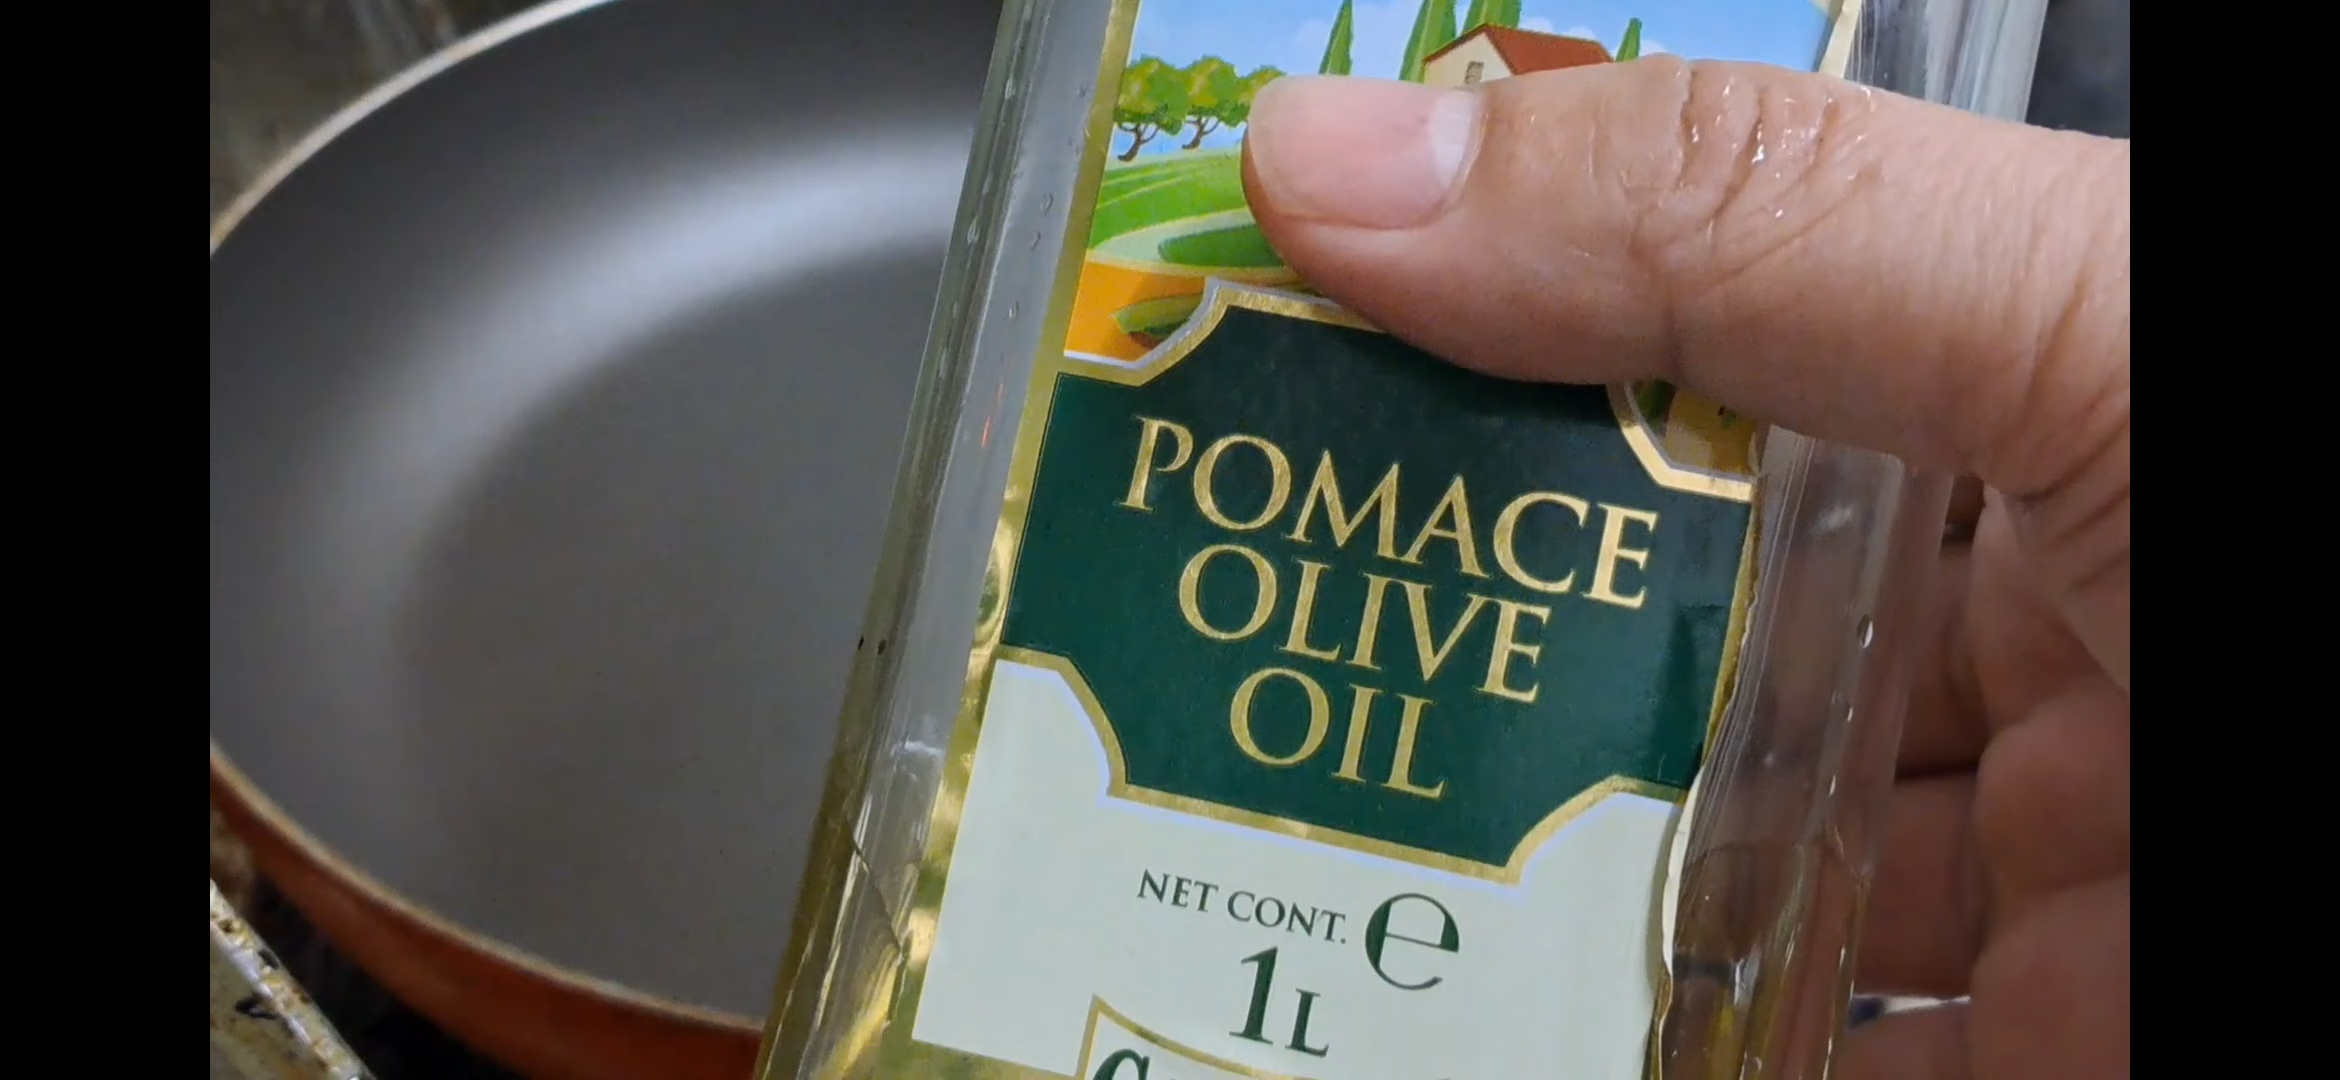 POMACE
OLIVE
OIL
NET CONT. ℮
1L